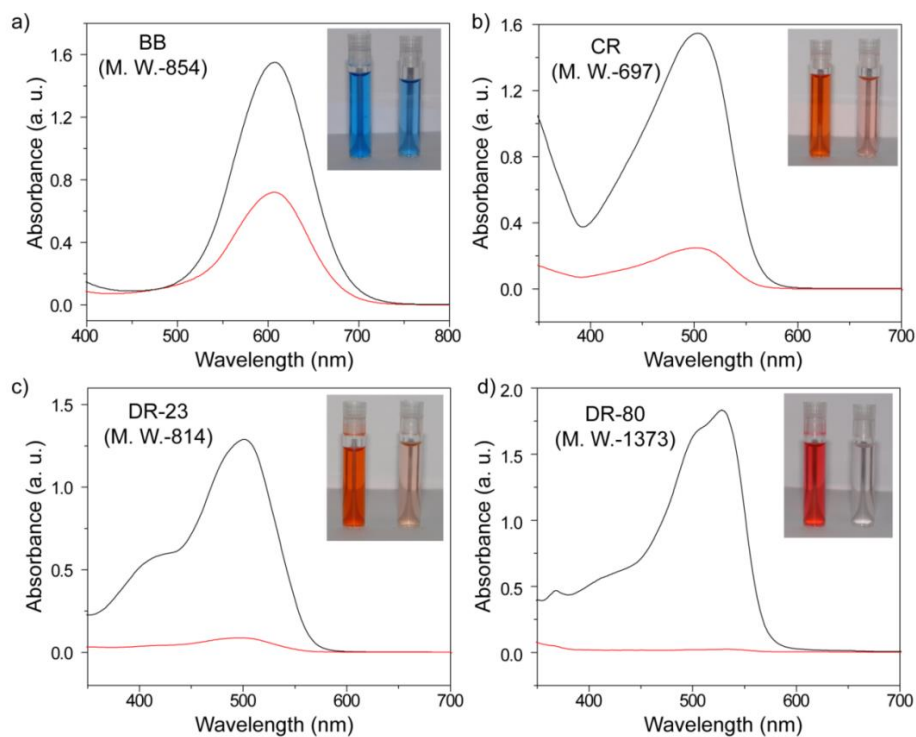 a)
BB
(M. W.-854)
Absorbance (a. u.)
1.6
1.2
0.8
0.4
0.0
400 500 600 700 800
Wavelength (nm)
b)
CR
(M. W.-697)
Absorbance (a. u.)
1.6
1.2
0.8
0.4
0.0
400 500 600 700
Wavelength (nm)
c)
DR-23
(M. W.-814)
Absorbance (a. u.)
1.5
1.0
0.5
0.0
400 500 600 700
Wavelength (nm)
d)
DR-80
(M. W.-1373)
Absorbance (a. u.)
2.0
1.5
1.0
0.5
0.0
400 500 600 700
Wavelength (nm)